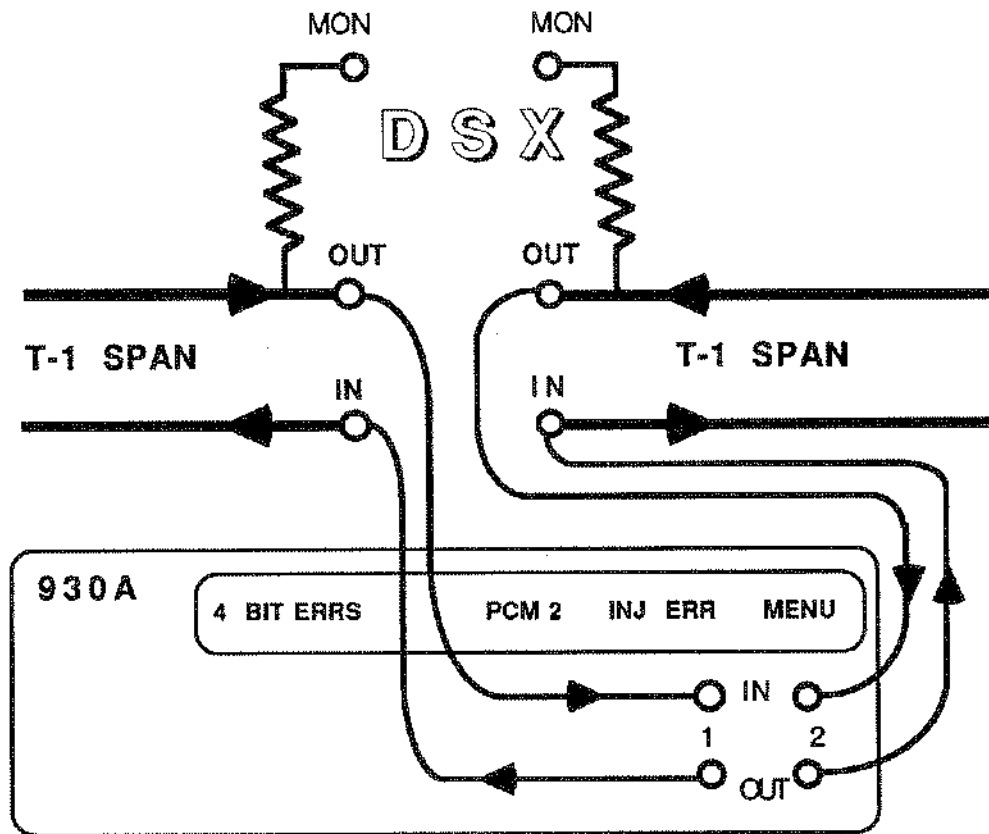 MON MON
DSX
OUT OUT
T-1 SPAN T-1 SPAN
IN IN
930A
4 BIT ERRS PCM 2 INJ ERR MENU
IN
1 2
OUT